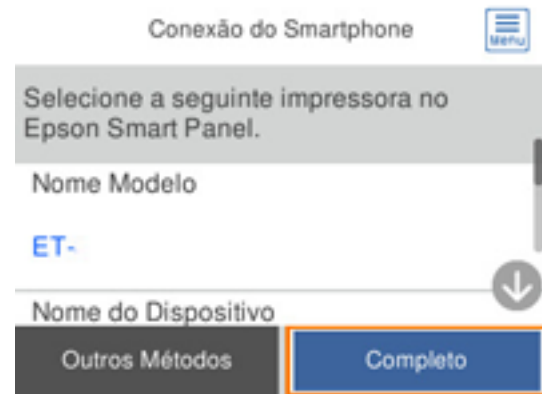 Conexão do Smartphone
Menu
Selecione a seguinte impressora no
Epson Smart Panel.
Nome Modelo
ET-
Nome do Dispositivo
Outros Métodos
Completo